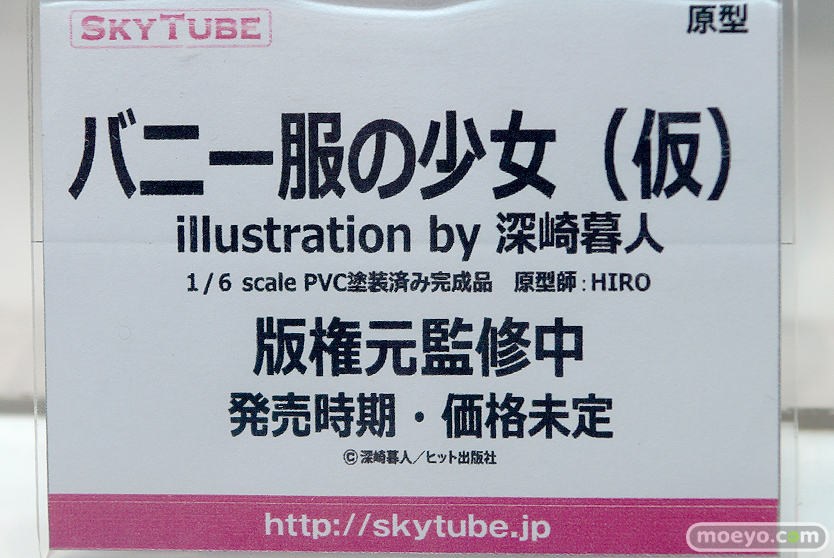 SKYTUBE
原型
バニー服の少女（仮）
illustration by 深崎暮人
1/6 scale PVC塗装済み完成品　原型師：HIRO
版権元監修中
発売時期・価格未定
©深崎暮人／ヒット出版社
http://skytube.jp
moeyo.com